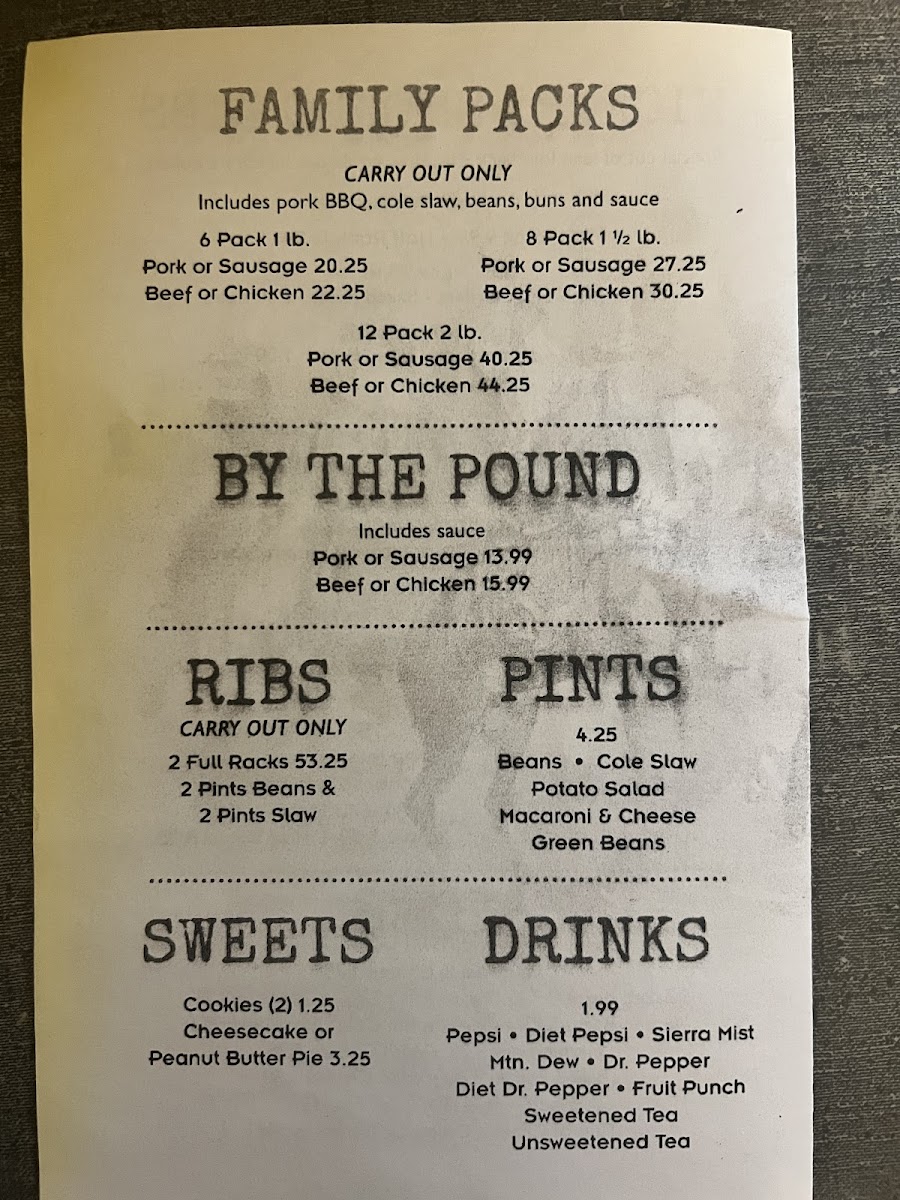 FAMILY PACKS
CARRY OUT ONLY
Includes pork BBQ, cole slaw, beans, buns and sauce
6 Pack 1 lb.
Pork or Sausage 20.25
Beef or Chicken 22.25
8 Pack 1 ½ lb.
Pork or Sausage 27.25
Beef or Chicken 30.25
12 Pack 2 lb.
Pork or Sausage 40.25
Beef or Chicken 44.25
BY THE POUND
Includes sauce
Pork or Sausage 13.99
Beef or Chicken 15.99
RIBS
CARRY OUT ONLY
2 Full Racks 53.25
2 Pints Beans &
2 Pints Slaw
PINTS
4.25
Beans • Cole Slaw
Potato Salad
Macaroni & Cheese
Green Beans
SWEETS
Cookies (2) 1.25
Cheesecake or
Peanut Butter Pie 3.25
DRINKS
1.99
Pepsi • Diet Pepsi • Sierra Mist
Mtn. Dew • Dr. Pepper
Diet Dr. Pepper • Fruit Punch
Sweetened Tea
Unsweetened Tea